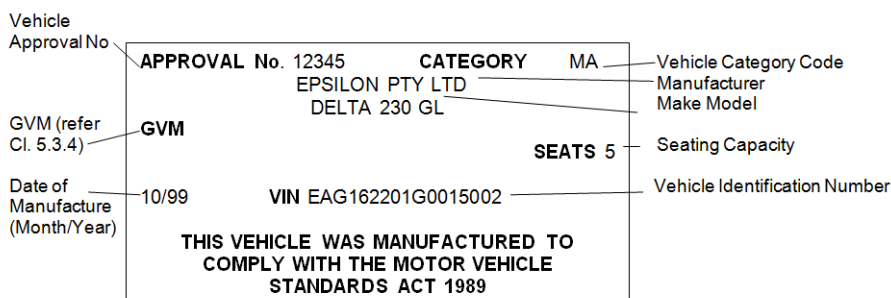 Vehicle
Approval No
APPROVAL No. 12345 CATEGORY MA
Vehicle Category Code
EPSILON PTY LTD
Manufacturer
DELTA 230 GL
Make Model
GVM (refer
Cl. 5.3.4)
GVM
SEATS 5
Seating Capacity
Date of
Manufacture
(Month/Year)
10/99 VIN EAG162201G0015002
Vehicle Identification Number
THIS VEHICLE WAS MANUFACTURED TO
COMPLY WITH THE MOTOR VEHICLE
STANDARDS ACT 1989